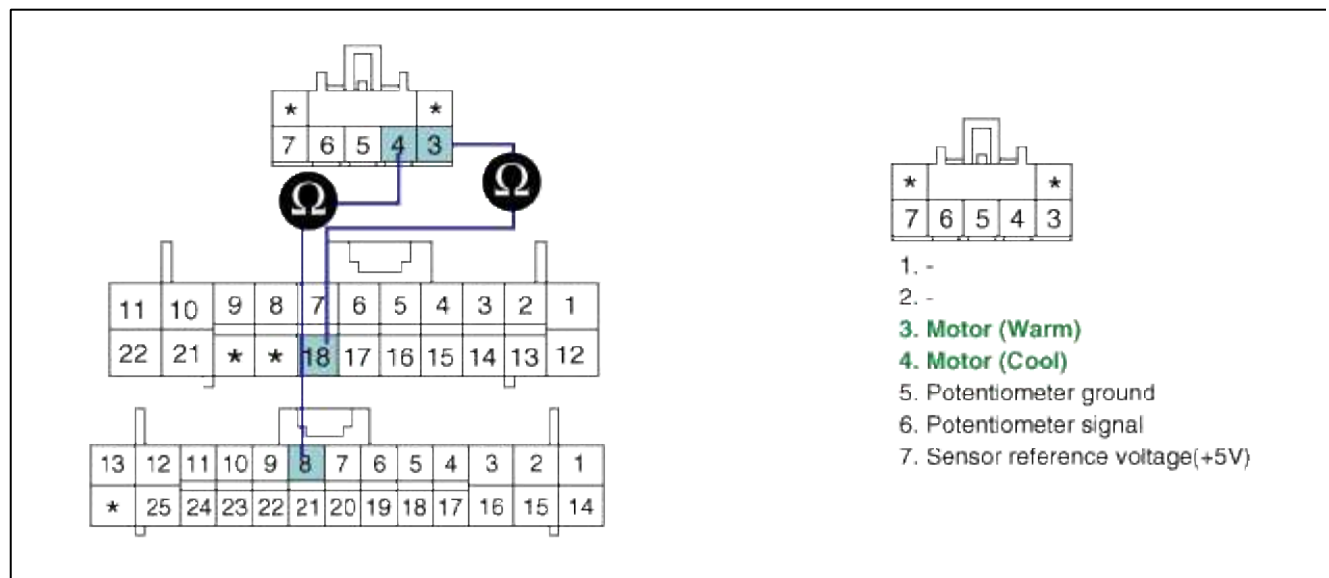 * *
7 6 5 4 3
Ω Ω
11 10 9 8 7 6 5 4 3 2 1
22 21 * * 18 17 16 15 14 13 12
13 12 11 10 9 8 7 6 5 4 3 2 1
* 25 24 23 22 21 20 19 18 17 16 15 14
* *
7 6 5 4 3
1. -
2. -
3. Motor (Warm)
4. Motor (Cool)
5. Potentiometer ground
6. Potentiometer signal
7. Sensor reference voltage(+5V)